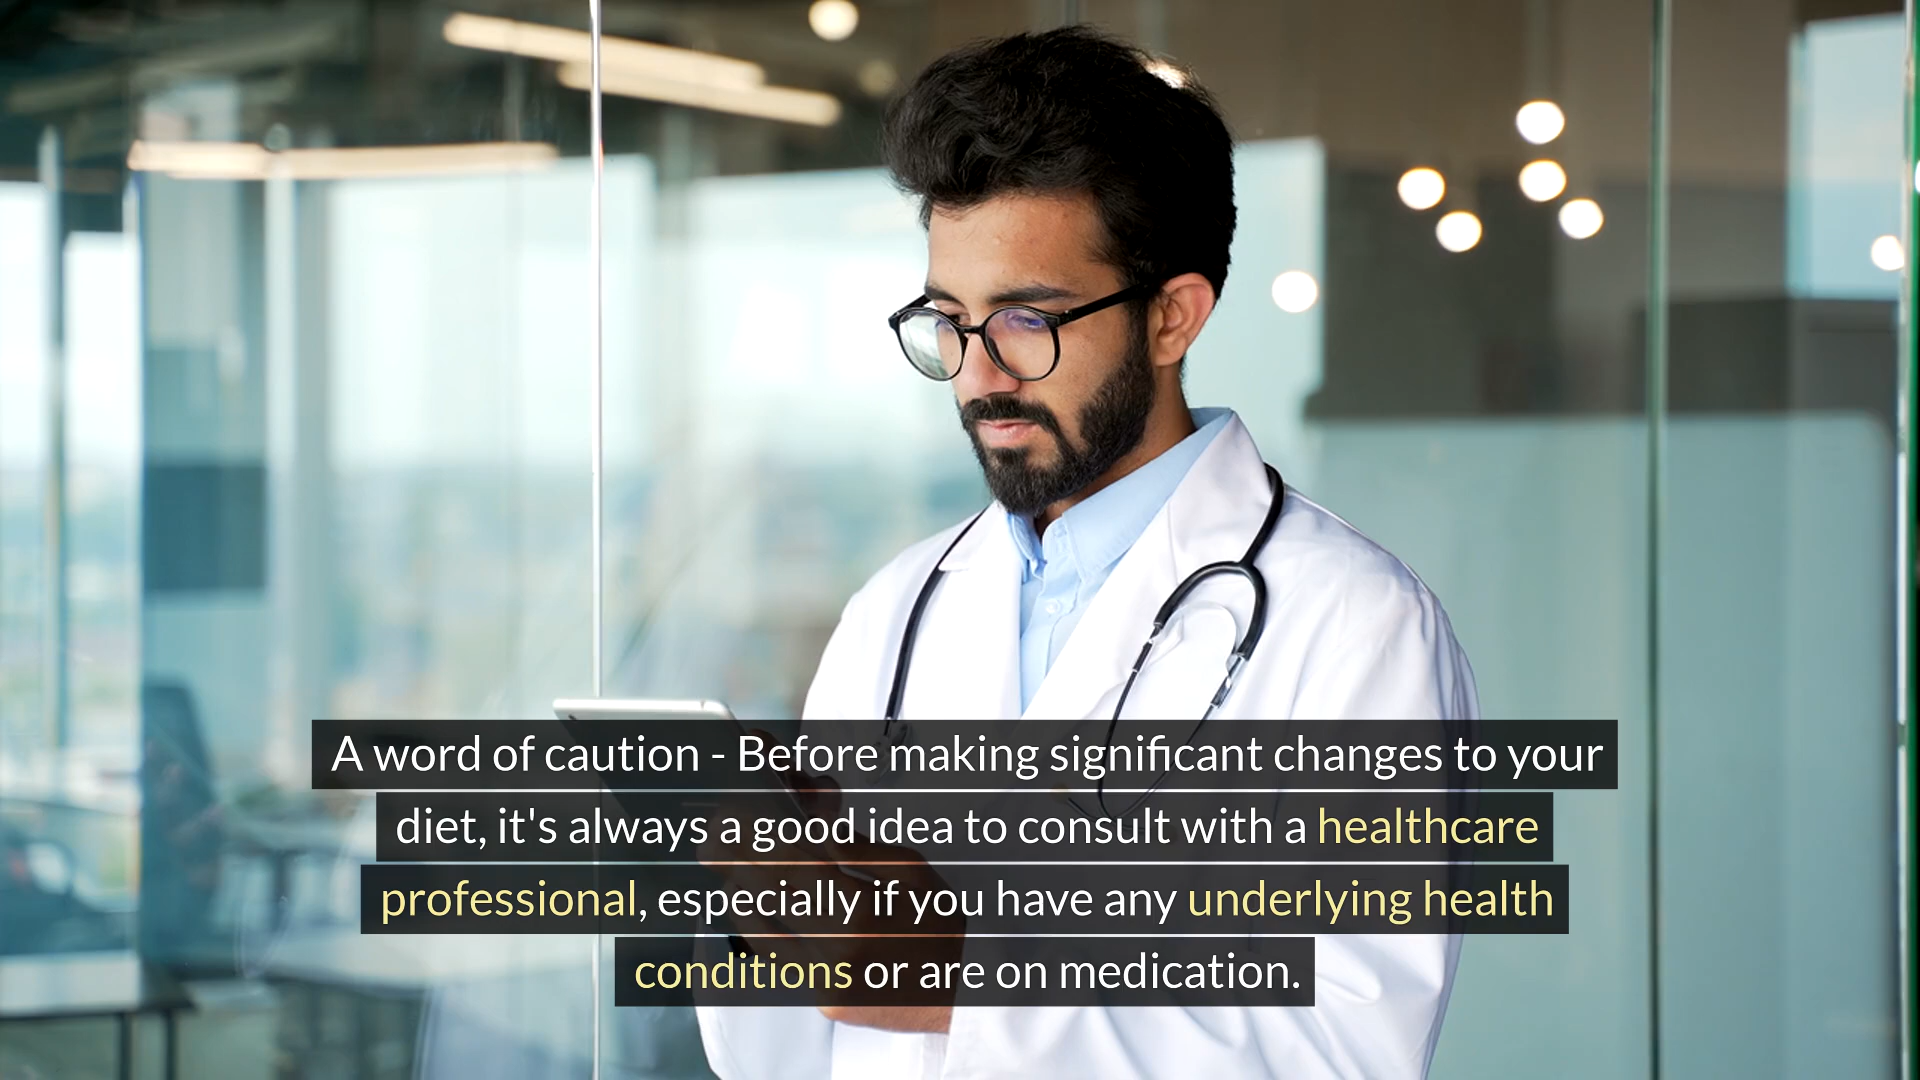 A word of caution - Before making significant changes to your
diet, it's always a good idea to consult with a healthcare
professional, especially if you have any underlying health
conditions or are on medication.